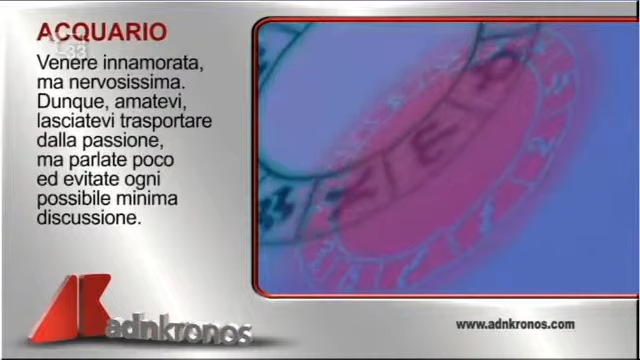 ACQUARIO
Venere innamorata,
ma nervosissima.
Dunque, amatevi,
lasciatevi trasportare
dalla passione,
ma parlate poco
ed evitate ogni
possibile minima
discussione.
adnkronos
www.adnkronos.com